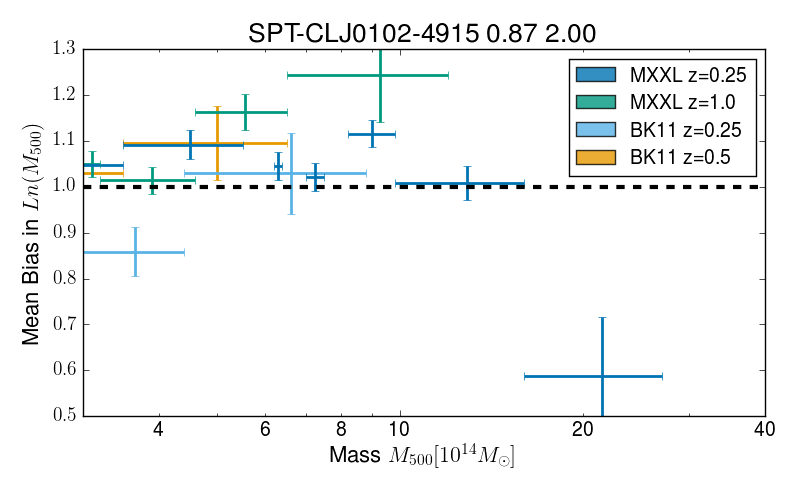 SPT-CLJ0102-4915 0.87 2.00
1.3
1.2
1.1
1.0
0.9
0.8
0.7
0.6
0.5
Mean Bias in Ln(M₅₀₀)
MXXL z=0.25
MXXL z=1.0
BK11 z=0.25
BK11 z=0.5
4
6
8
10
20
40
Mass M₅₀₀[10¹⁴M☉]